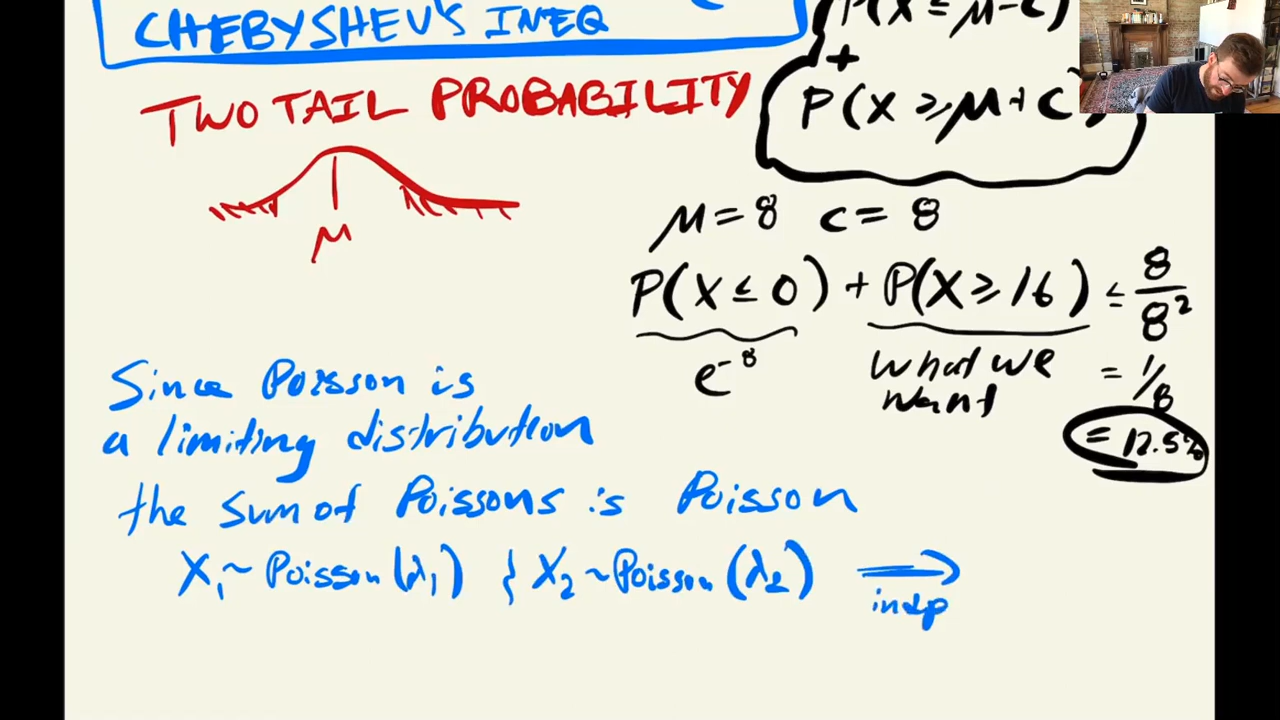 CHEBYSHEV'S INEQ
P(X ≤ μ-c)
+
P(X ≥ μ+c)
TWO TAIL PROBABILITY
μ
μ=8 c=8
P(X ≤ 0) + P(X ≥ 16) ≤ 8/8²
e⁻⁸
what we want
= 1/8
= 12.5%
Since Poisson is
a limiting distribution
the sum of Poissons is Poisson
X₁~Poisson(λ₁) & X₂~Poisson(λ₂) ⟹
indp